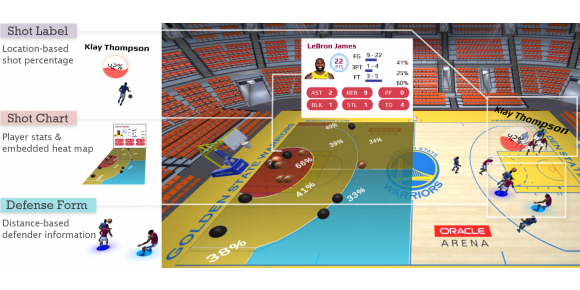 Shot Label
Location-based
shot percentage
Klay Thompson
42%
Shot Chart
Player stats &
embedded heat map
Defense Form
Distance-based
defender information
LeBron James
22
PTS
FG 9 - 22 41%
3PT 1 - 4 25%
FT 3 - 5 60%
AST 2 REB 9 PF 0
BLK 1 STL 1 TO 4
40%
39%
34%
66%
41%
33%
38%
GOLDEN STATE WARRIORS
WARRIORS
Klay Thompson
42%
ORACLE
ARENA